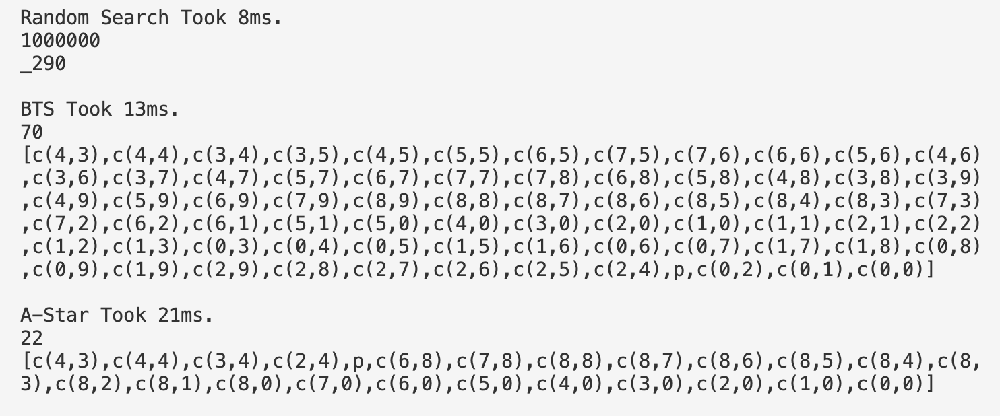 Random Search Took 8ms.
1000000
_290
BTS Took 13ms.
70
[c(4,3),c(4,4),c(3,4),c(3,5),c(4,5),c(5,5),c(6,5),c(7,5),c(7,6),c(6,6),c(5,6),c(4,6)
,c(3,6),c(3,7),c(4,7),c(5,7),c(6,7),c(7,7),c(7,8),c(6,8),c(5,8),c(4,8),c(3,8),c(3,9)
,c(4,9),c(5,9),c(6,9),c(7,9),c(8,9),c(8,8),c(8,7),c(8,6),c(8,5),c(8,4),c(8,3),c(7,3)
,c(7,2),c(6,2),c(6,1),c(5,1),c(5,0),c(4,0),c(3,0),c(2,0),c(1,0),c(1,1),c(2,1),c(2,2)
,c(1,2),c(1,3),c(0,3),c(0,4),c(0,5),c(1,5),c(1,6),c(0,6),c(0,7),c(1,7),c(1,8),c(0,8)
,c(0,9),c(1,9),c(2,9),c(2,8),c(2,7),c(2,6),c(2,5),c(2,4),p,c(0,2),c(0,1),c(0,0)]
A-Star Took 21ms.
22
[c(4,3),c(4,4),c(3,4),c(2,4),p,c(6,8),c(7,8),c(8,8),c(8,7),c(8,6),c(8,5),c(8,4),c(8,
3),c(8,2),c(8,1),c(8,0),c(7,0),c(6,0),c(5,0),c(4,0),c(3,0),c(2,0),c(1,0),c(0,0)]